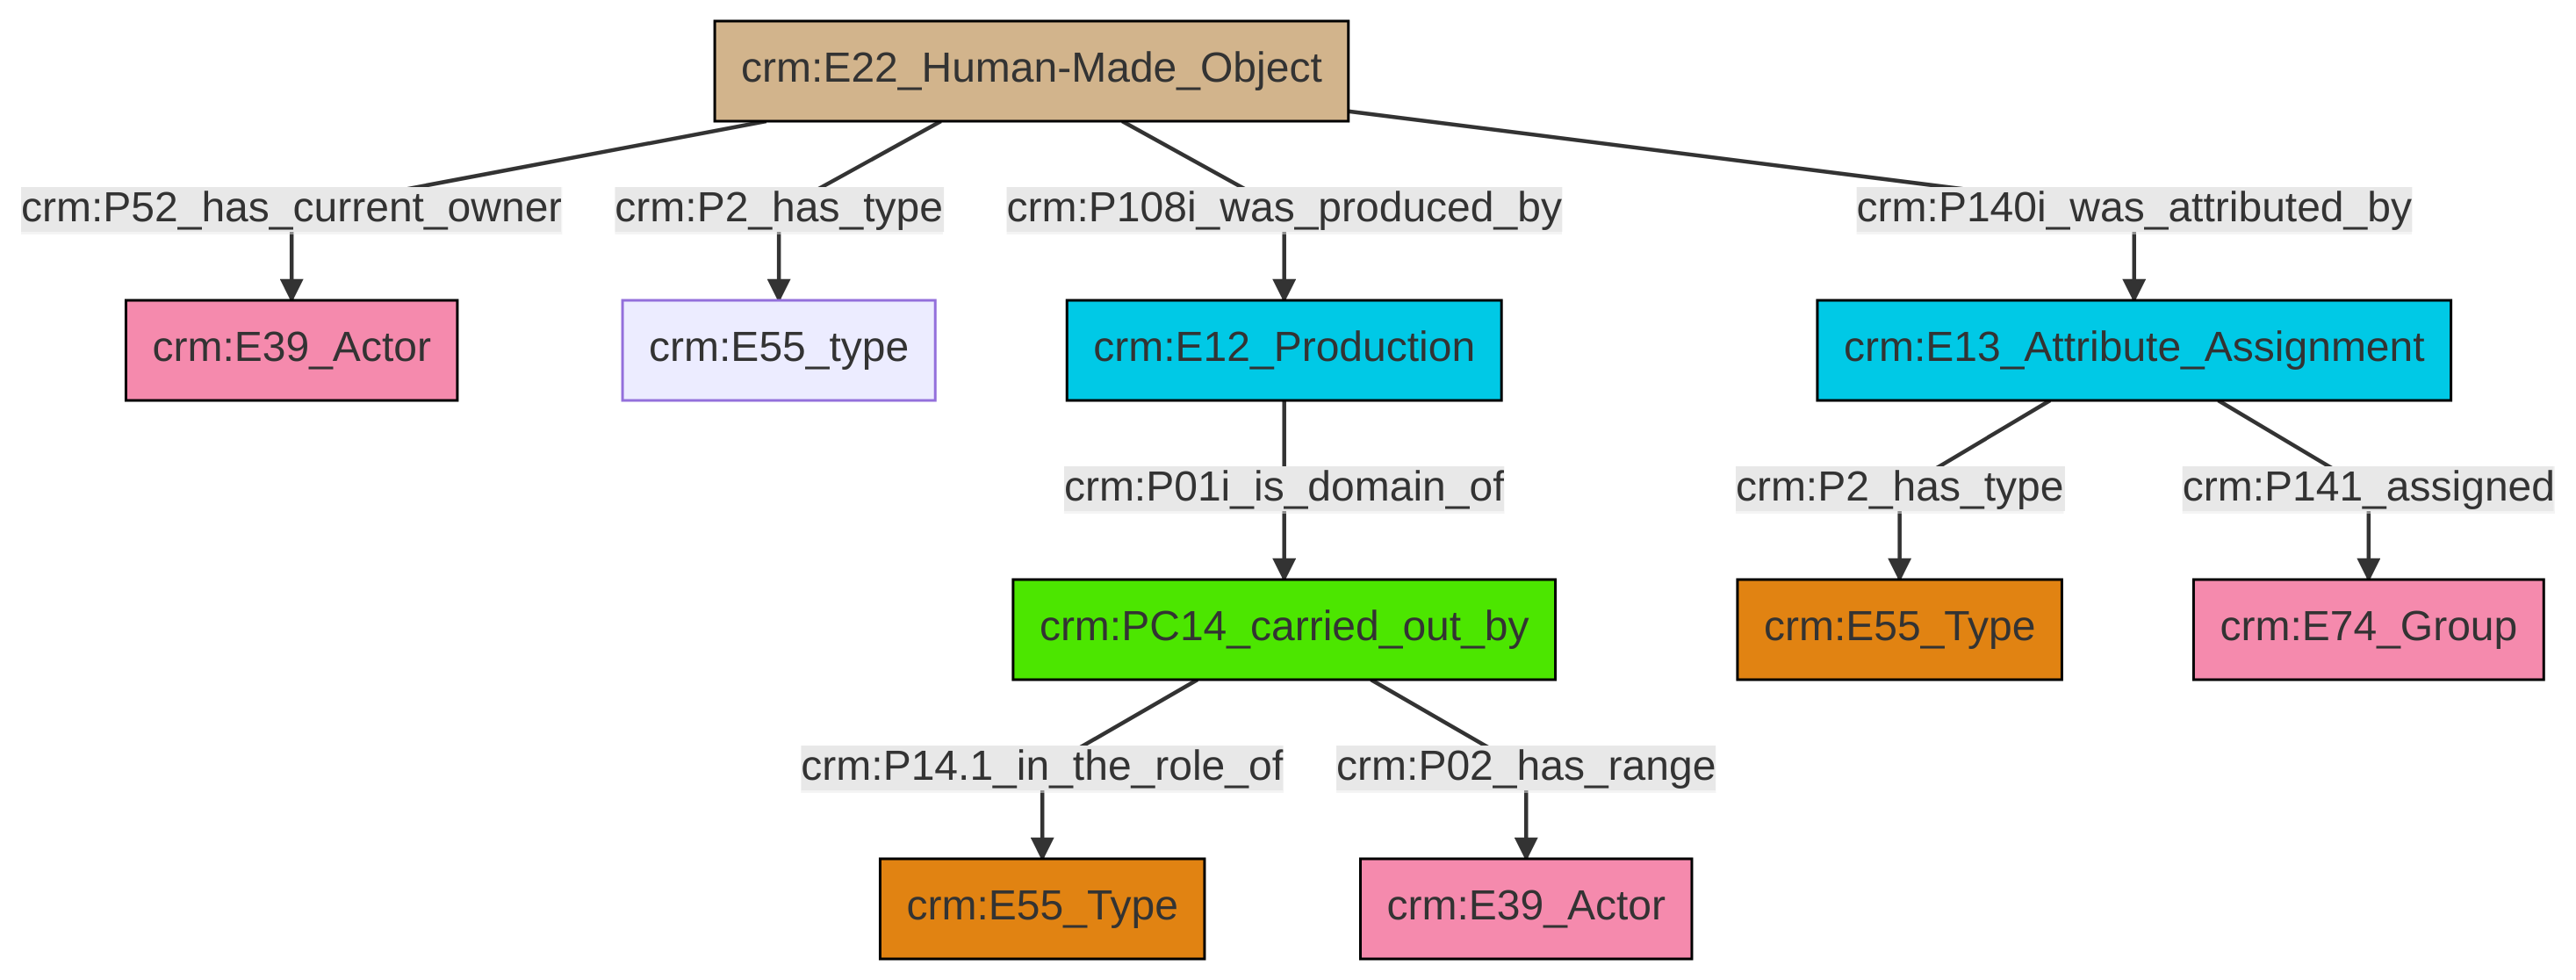 crm:E22_Human-Made_Object
crm:P52_has_current_owner
crm:P2_has_type
crm:P108i_was_produced_by
crm:P140i_was_attributed_by
crm:E39_Actor
crm:E55_type
crm:E12_Production
crm:E13_Attribute_Assignment
crm:P01i_is_domain_of
crm:P2_has_type
crm:P141_assigned
crm:PC14_carried_out_by
crm:E55_Type
crm:E74_Group
crm:P14.1_in_the_role_of
crm:P02_has_range
crm:E55_Type
crm:E39_Actor